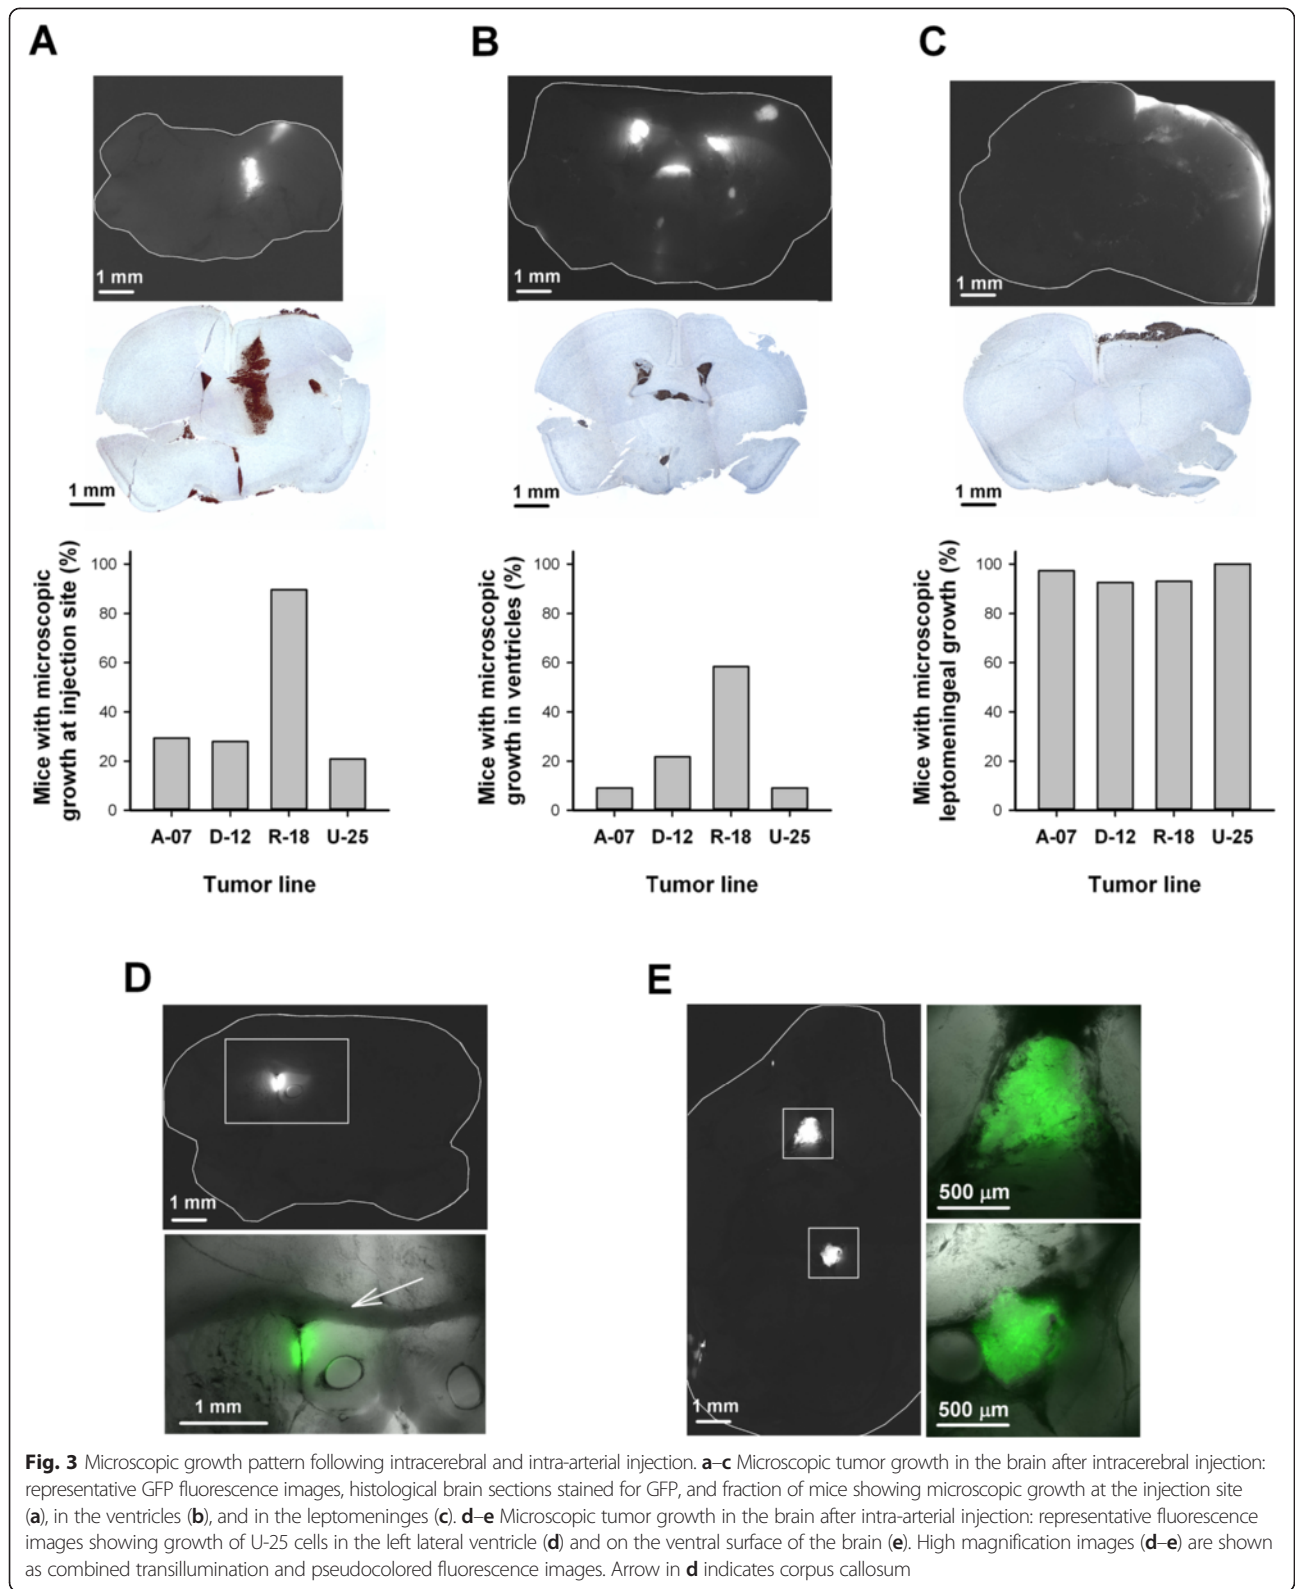 A
B
C
1 mm
1 mm
1 mm
1 mm
1 mm
1 mm
Mice with microscopic
growth at injection site (%)
100
80
60
40
20
0
A-07 D-12 R-18 U-25
Tumor line
Mice with microscopic
growth in ventricles (%)
100
80
60
40
20
0
A-07 D-12 R-18 U-25
Tumor line
Mice with microscopic
leptomeningeal growth (%)
100
80
60
40
20
0
A-07 D-12 R-18 U-25
Tumor line
D
1 mm
1 mm
E
1 mm
500 µm
500 µm
Fig. 3 Microscopic growth pattern following intracerebral and intra-arterial injection. a–c Microscopic tumor growth in the brain after intracerebral injection:
representative GFP fluorescence images, histological brain sections stained for GFP, and fraction of mice showing microscopic growth at the injection site
(a), in the ventricles (b), and in the leptomeninges (c). d–e Microscopic tumor growth in the brain after intra-arterial injection: representative fluorescence
images showing growth of U-25 cells in the left lateral ventricle (d) and on the ventral surface of the brain (e). High magnification images (d–e) are shown
as combined transillumination and pseudocolored fluorescence images. Arrow in d indicates corpus callosum